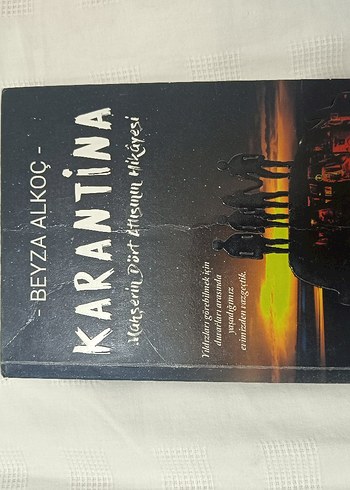 - BEYZA ALKOÇ -
KARANTİNA
Mahşerin Dört Atlısının Hikâyesi
Yıldızları görebilmek için
duvarları arasında
yaşadığımız
evimizden vazgeçtik.